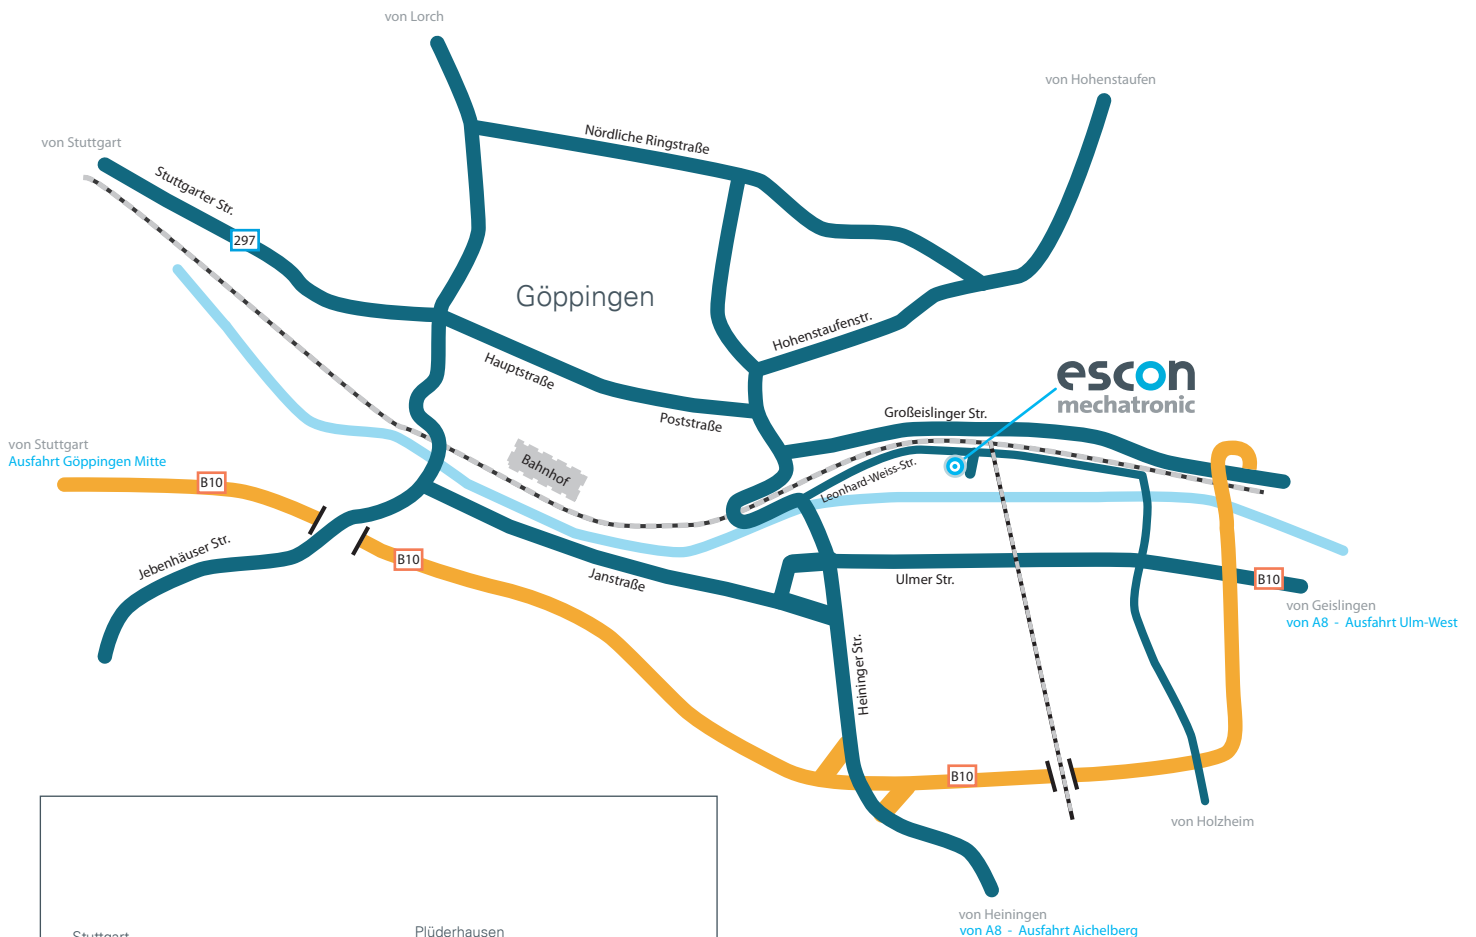 von Lorch
von Hohenstaufen
von Stuttgart
Nördliche Ringstraße
Stuttgarter Str.
297
Göppingen
Hohenstaufenstr.
Hauptstraße
escon
mechatronic
Poststraße
Großeislinger Str.
von Stuttgart
Ausfahrt Göppingen Mitte
Bahnhof
Leonhard-Weiss-Str.
B10
B10
Jebenhäuser Str.
Janstraße
Ulmer Str.
B10
von Geislingen
von A8 - Ausfahrt Ulm-West
Heininger Str.
B10
von Holzheim
von Heiningen
von A8 - Ausfahrt Aichelberg
Plüderhausen
Stuttgart